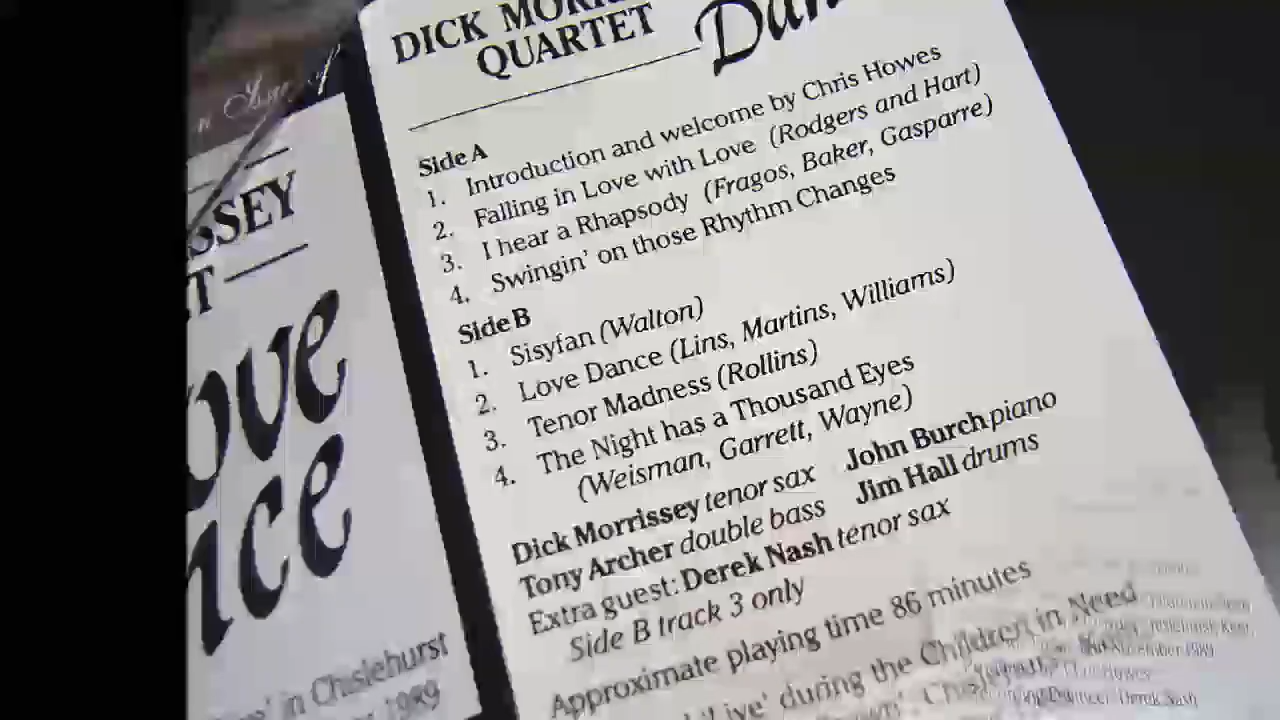 SSEY
T
ove
nce
' in Chislehurst
1989
DICK MORRI
QUARTET
Dan
Side A
1. Introduction and welcome by Chris Howes
2. Falling in Love with Love (Rodgers and Hart)
3. I hear a Rhapsody (Fragos, Baker, Gasparre)
4. Swingin' on those Rhythm Changes
Side B
1. Sisyfan (Walton)
2. Love Dance (Lins, Martins, Williams)
3. Tenor Madness (Rollins)
4. The Night has a Thousand Eyes
(Weisman, Garrett, Wayne)
Dick Morrissey tenor sax John Burch piano
Tony Archer double bass Jim Hall drums
Extra guest: Derek Nash tenor sax
Side B track 3 only
Approximate playing time 86 minutes
'Live' during the Children in Need